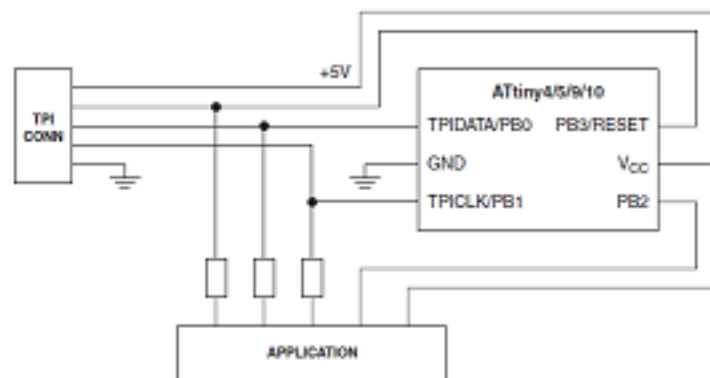 +5V
TPI
CONN
ATtiny4/5/9/10
TPIDATA/PB0 PB3/RESET
GND VCC
TPICLK/PB1 PB2
APPLICATION